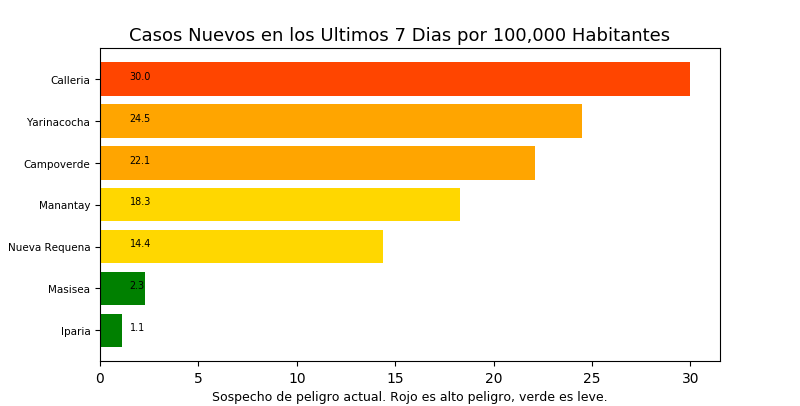 Casos Nuevos en los Ultimos 7 Dias por 100,000 Habitantes
Calleria 30.0
Yarinacocha 24.5
Campoverde 22.1
Manantay 18.3
Nueva Requena 14.4
Masisea 2.3
Iparia 1.1
0 5 10 15 20 25 30
Sospecho de peligro actual. Rojo es alto peligro, verde es leve.